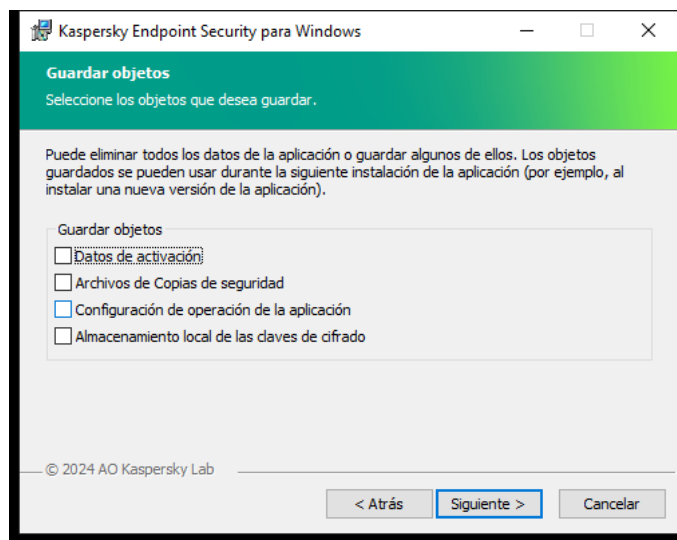 Kaspersky Endpoint Security para Windows
Guardar objetos
Seleccione los objetos que desea guardar.
Puede eliminar todos los datos de la aplicación o guardar algunos de ellos. Los objetos
guardados se pueden usar durante la siguiente instalación de la aplicación (por ejemplo, al
instalar una nueva versión de la aplicación).
Guardar objetos
Datos de activación
Archivos de Copias de seguridad
Configuración de operación de la aplicación
Almacenamiento local de las claves de cifrado
© 2024 AO Kaspersky Lab
< Atrás
Siguiente >
Cancelar